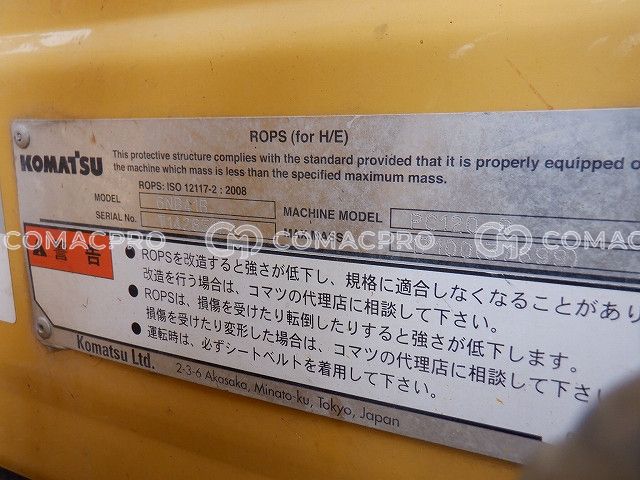 ROPS (for H/E)
KOMATSU
This protective structure complies with the standard provided that it is properly equipped o
the machine which mass is less than the specified maximum mass.
ROPS: ISO 12117-2 : 2008
MODEL
MACHINE MODEL
SERIAL No.
MAX MASS
COMACPRO COMACPRO COMACPRO
警告
● ROPSを改造すると強さが低下し、規格に適合しなくなることがあり
改造を行う場合は、コマツの代理店に相談して下さい。
● ROPSは、損傷を受けたり転倒したりすると強さが低下します。
損傷を受けたり変形した場合は、コマツの代理店に相談して下さ
● 運転時は、必ずシートベルトを着用して下さい。
Komatsu Ltd.
2-3-6 Akasaka, Minato-ku, Tokyo, Japan